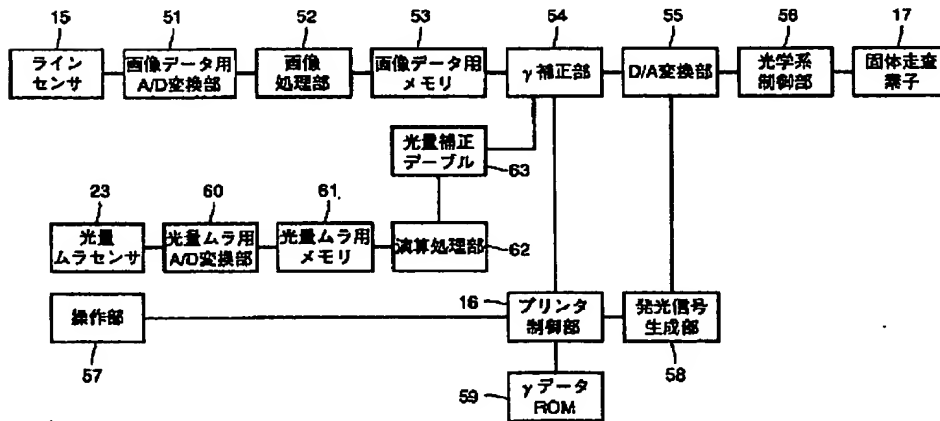 15
51
52
53
54
55
56
17
ライン
センサ
画像データ用
A/D変換部
画像
処理部
画像データ用
メモリ
γ補正部
D/A変換部
光学系
制御部
固体走査
素子
光量補正
テーブル
63
23
60
61
光量
ムラセンサ
光量ムラ用
A/D変換部
光量ムラ用
メモリ
演算処理部
62
操作部
57
16
プリンタ
制御部
発光信号
生成部
58
59
γデータ
ROM